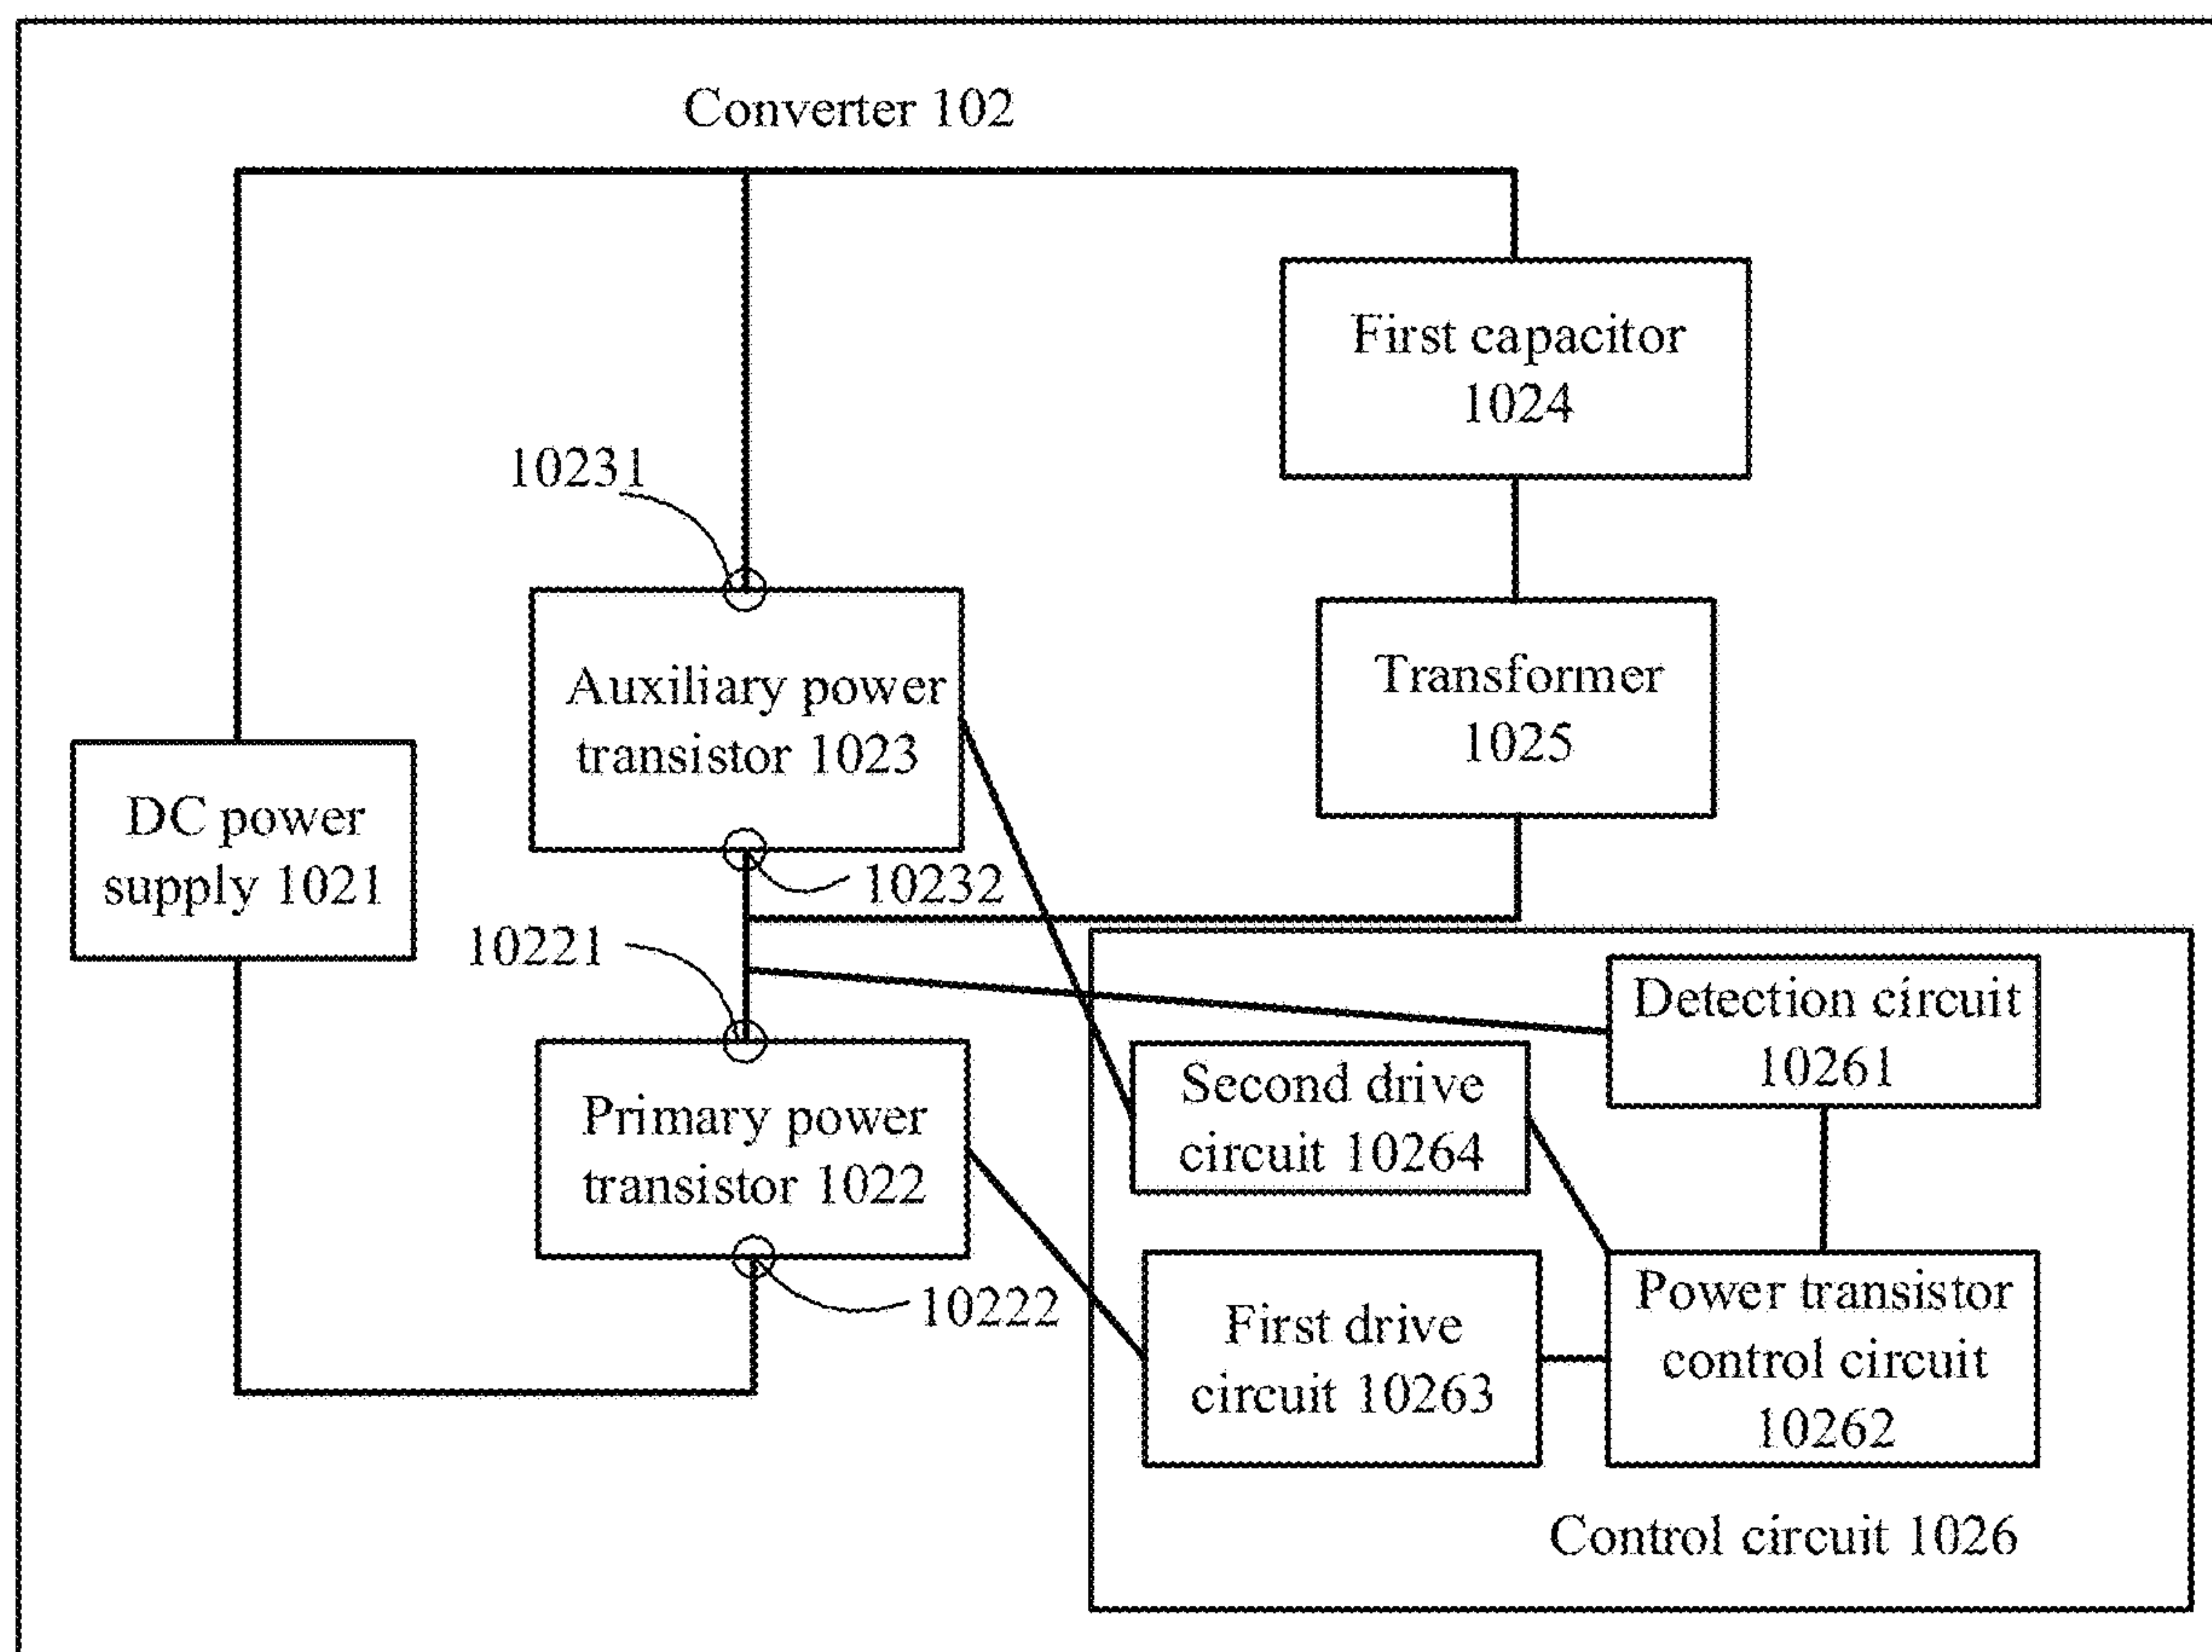 Converter 102
First capacitor
1024
10231
Auxiliary power
transistor 1023
Transformer
1025
DC power
supply 1021
10232
10221
Detection circuit
10261
Second drive
circuit 10264
Primary power
transistor 1022
10222
First drive
circuit 10263
Power transistor
control circuit
10262
Control circuit 1026